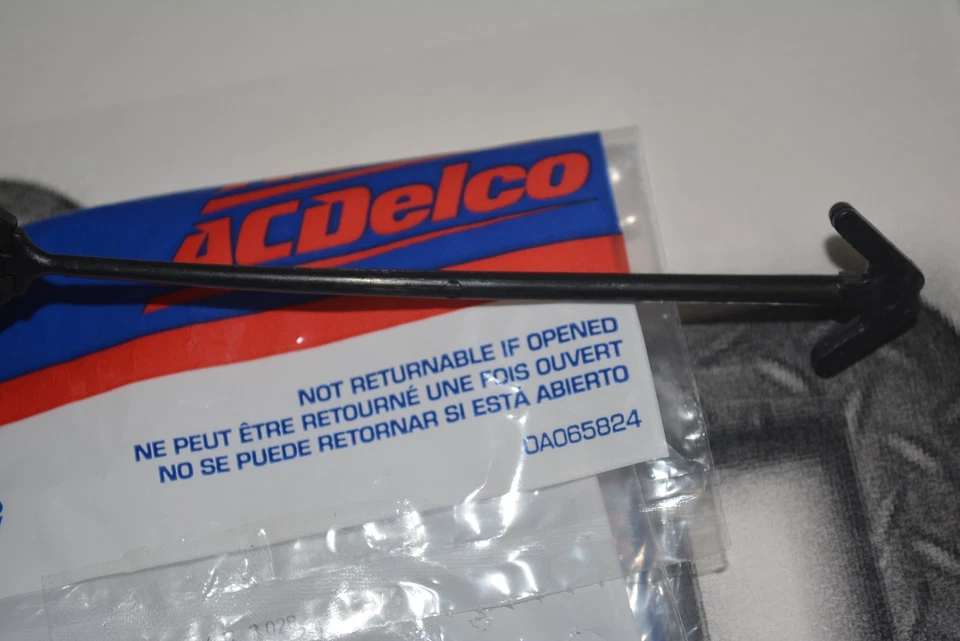 ACDelco
NOT RETURNABLE IF OPENED
NE PEUT ÊTRE RETOURNÉ UNE FOIS OUVERT
NO SE PUEDE RETORNAR SI ESTÁ ABIERTO
OA065824